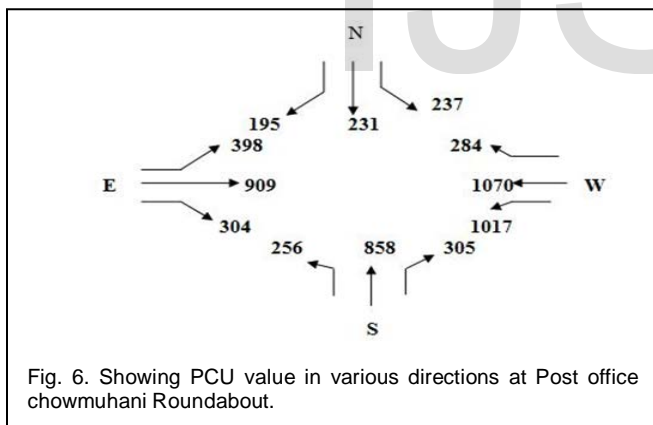 N
237
195 231
398 284
E 909 1070 W
304 1017
256 858 305
S
Fig. 6. Showing PCU value in various directions at Post office
chowmuhani Roundabout.